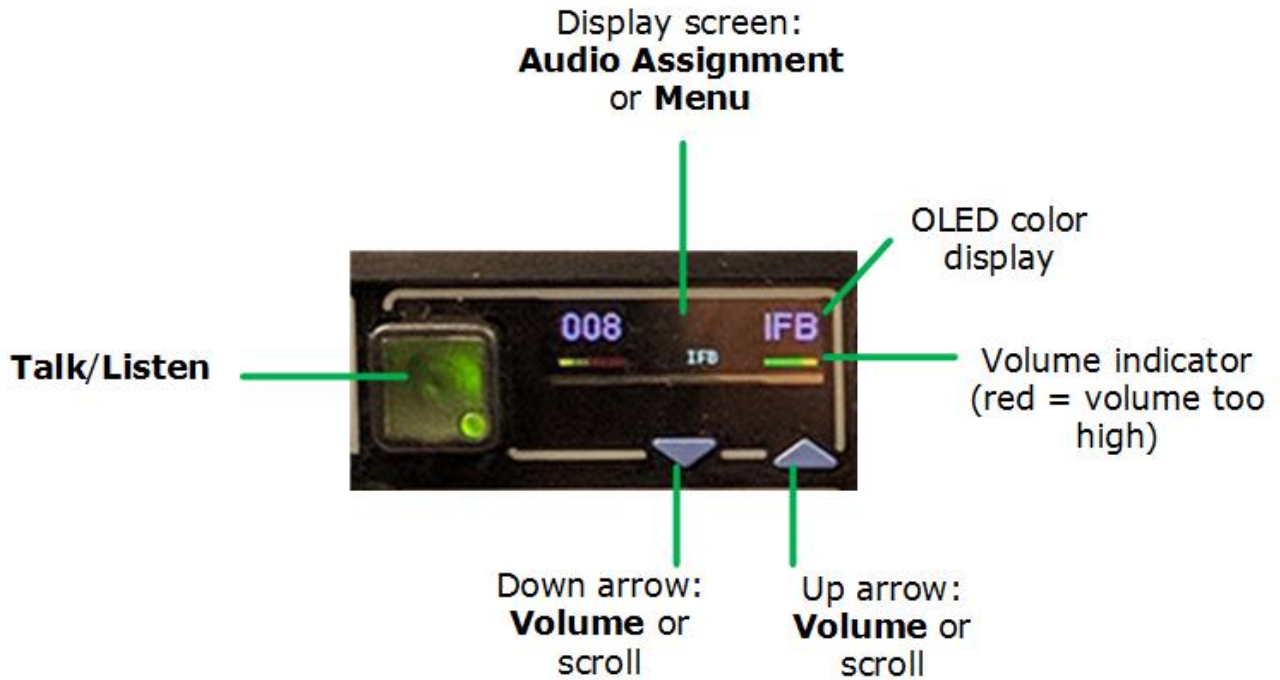 Display screen:
Audio Assignment
or Menu
OLED color
display
008
IFB
IFB
Talk/Listen
Volume indicator
(red = volume too
high)
Down arrow:
Volume or
scroll
Up arrow:
Volume or
scroll